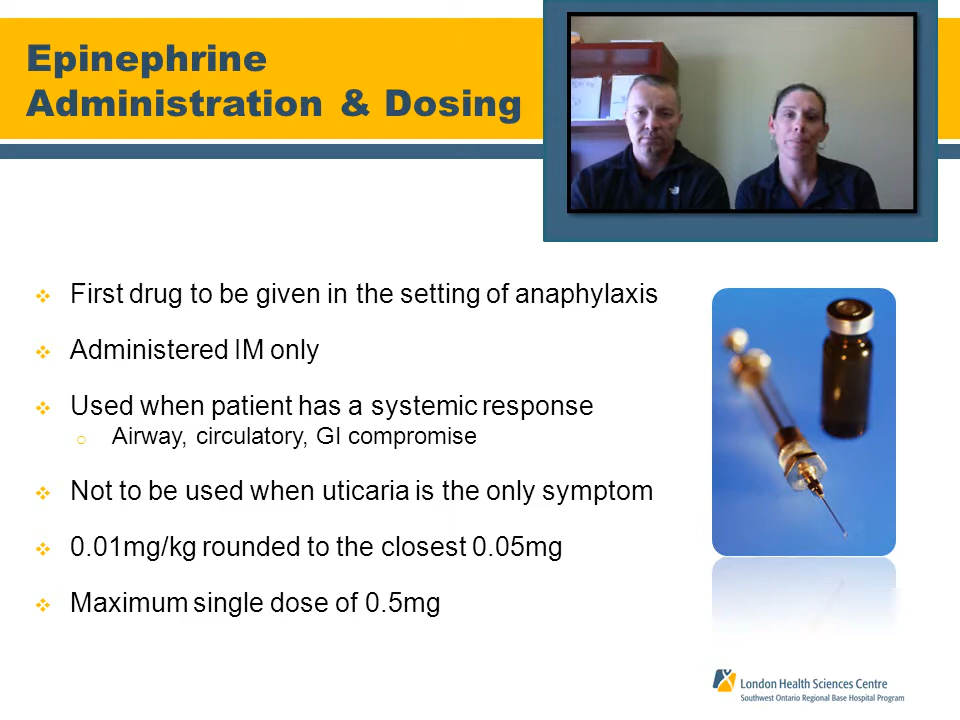 Epinephrine
Administration & Dosing
First drug to be given in the setting of anaphylaxis
Administered IM only
Used when patient has a systemic response
Airway, circulatory, GI compromise
Not to be used when uticaria is the only symptom
0.01mg/kg rounded to the closest 0.05mg
Maximum single dose of 0.5mg
London Health Sciences Centre
Southwest Ontario Regional Base Hospital Program